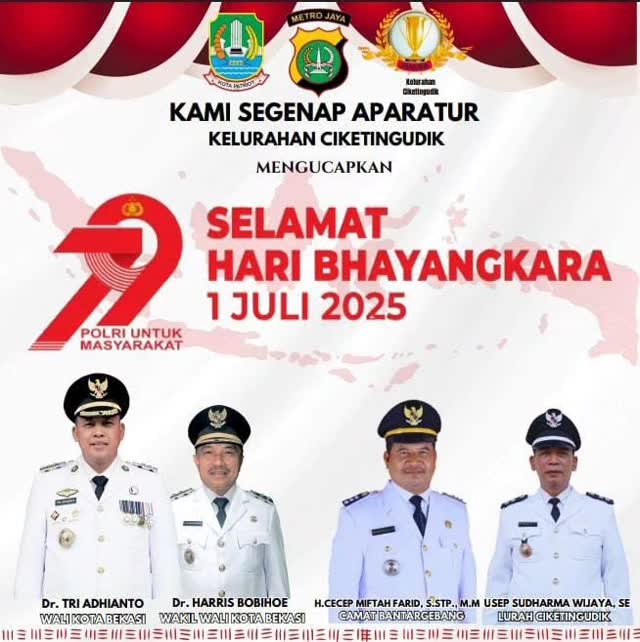 KOTA PATRIOT
METRO JAYA
Kelurahan
Ciketingudik
KAMI SEGENAP APARATUR
KELURAHAN CIKETINGUDIK
MENGUCAPKAN
79
POLRI UNTUK
MASYARAKAT
SELAMAT
HARI BHAYANGKARA
1 JULI 2025
Dr. TRI ADHIANTO
WALI KOTA BEKASI
Dr. HARRIS BOBIHOE
WAKIL WALI KOTA BEKASI
H.CECEP MIFTAH FARID, S.STP., M.M
CAMAT BANTARGEBANG
USEP SUDHARMA WIJAYA, SE
LURAH CIKETINGUDIK